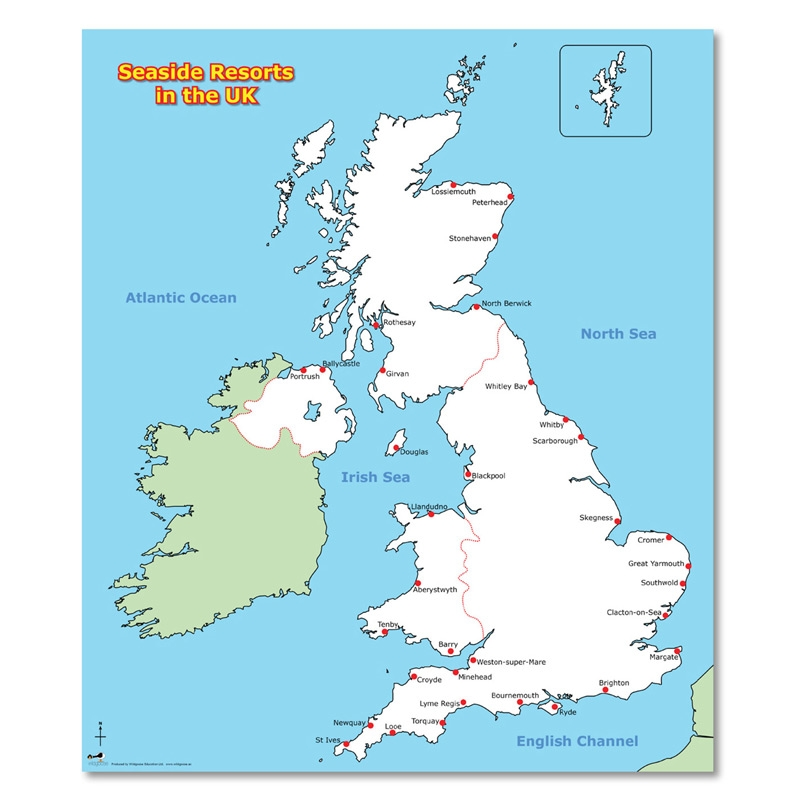 Seaside Resorts
in the UK
Lossiemouth
Peterhead
Stonehaven
Atlantic Ocean
North Berwick
Rothesay
North Sea
Ballycastle
Portrush
Girvan
Whitley Bay
Whitby
Scarborough
Douglas
Irish Sea
Blackpool
Llandudno
Skegness
Cromer
Great Yarmouth
Southwold
Aberystwyth
Clacton-on-Sea
Tenby
Barry
Margate
Weston-super-Mare
Minehead
Croyde
Brighton
Bournemouth
Lyme Regis
Ryde
Newquay
Looe
Torquay
St Ives
English Channel
N